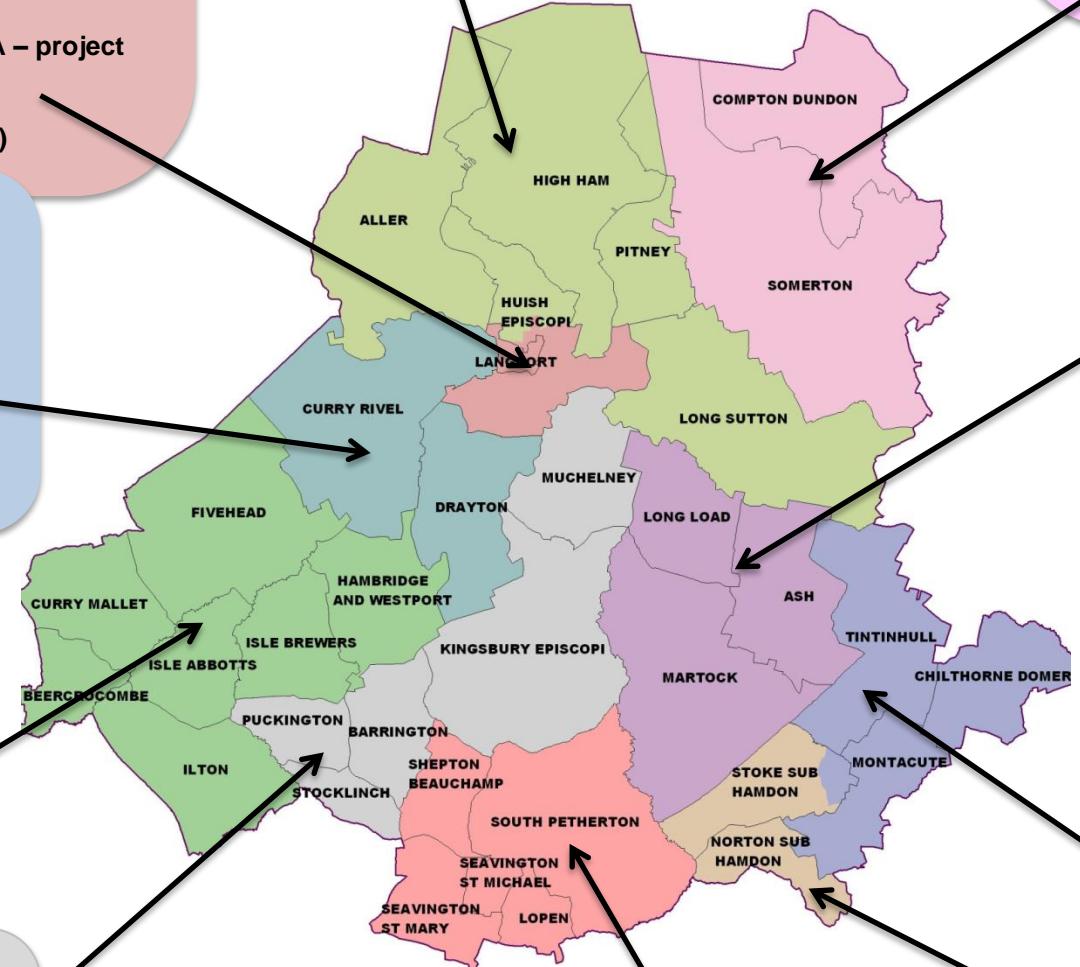 A – project
)
COMPTON DUNDON
HIGH HAM
ALLER
PITNEY
SOMERTON
HUISH
EPISCOPI
LANGPORT
CURRY RIVEL
LONG SUTTON
MUCHELNEY
DRAYTON
FIVEHEAD
LONG LOAD
HAMBRIDGE
AND WESTPORT
CURRY MALLET
ASH
ISLE BREWERS
TINTINHULL
KINGSBURY EPISCOPI
ISLE ABBOTTS
MARTOCK
CHILTHORNE DOMER
BEERCROCOMBE
PUCKINGTON
BARRINGTON
SHEPTON
BEAUCHAMP
MONTACUTE
ILTON
STOKE SUB
HAMDON
STOCKLINCH
SOUTH PETHERTON
NORTON SUB
HAMDON
SEAVINGTON
ST MICHAEL
SEAVINGTON
ST MARY
LOPEN